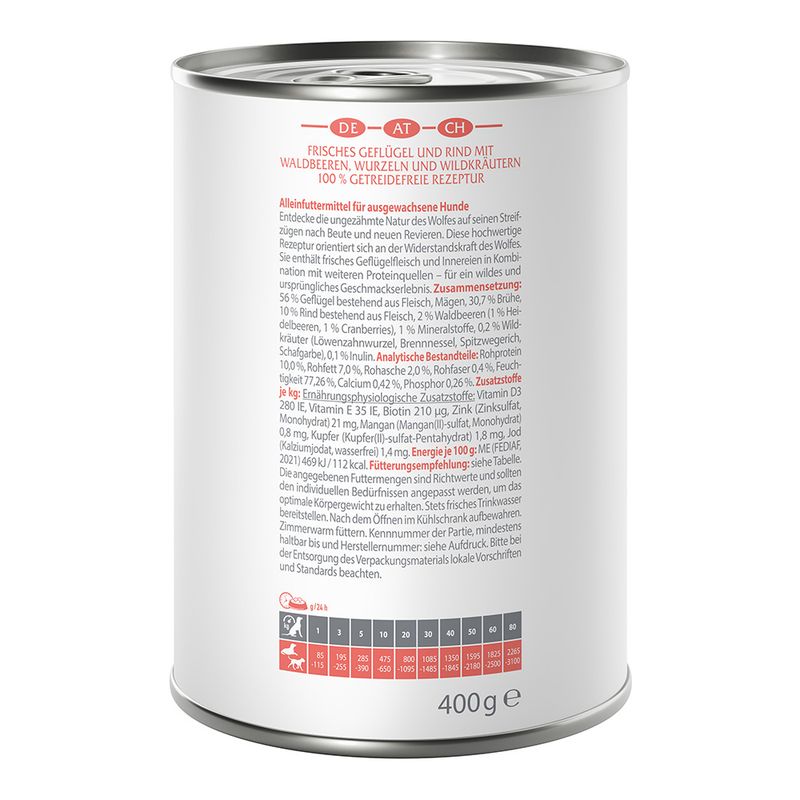 DE AT CH
FRISCHES GEFLÜGEL UND RIND MIT
WALDBEEREN, WURZELN UND WILDKRÄUTERN
100 % GETREIDEFREIE REZEPTUR
Alleinfuttermittel für ausgewachsene Hunde
Entdecke die ungezähmte Natur des Wolfes auf seinen Streif-
zügen nach Beute und neuen Revieren. Diese hochwertige
Rezeptur orientiert sich an der Widerstandskraft des Wolfes.
Sie enthält frisches Geflügelfleisch und Innereien in Kombi-
nation mit weiteren Proteinquellen – für ein wildes und
ursprüngliches Geschmackserlebnis. Zusammensetzung:
56 % Geflügel bestehend aus Fleisch, Mägen, 30,7 % Brühe,
10 % Rind bestehend aus Fleisch, 2 % Waldbeeren (1 % Hei-
delbeeren, 1 % Cranberries), 1 % Mineralstoffe, 0,2 % Wild-
kräuter (Löwenzahnwurzel, Brennnessel, Spitzwegerich,
Schafgarbe), 0,1 % Inulin. Analytische Bestandteile: Rohprotein
10,0 %, Rohfett 7,0 %, Rohasche 2,0 %, Rohfaser 0,4 %, Feuch-
tigkeit 77,26 %, Calcium 0,42 %, Phosphor 0,26 %. Zusatzstoffe
je kg: Ernährungsphysiologische Zusatzstoffe: Vitamin D3
280 IE, Vitamin E 35 IE, Biotin 210 µg, Zink (Zinksulfat,
Monohydrat) 21 mg, Mangan (Mangan(II)-sulfat, Monohydrat)
0,8 mg, Kupfer (Kupfer(II)-sulfat-Pentahydrat) 1,8 mg, Jod
(Kalziumjodat, wasserfrei) 1,4 mg. Energie je 100 g: ME (FEDIAF,
2021) 469 kJ / 112 kcal. Fütterungsempfehlung: siehe Tabelle.
Die angegebenen Futtermengen sind Richtwerte und sollten
den individuellen Bedürfnissen angepasst werden, um das
optimale Körpergewicht zu erhalten. Stets frisches Trinkwasser
bereitstellen. Nach dem Öffnen im Kühlschrank aufbewahren.
Zimmerwarm füttern. Kennnummer der Partie, mindestens
haltbar bis und Herstellernummer: siehe Aufdruck. Bitte bei
der Entsorgung des Verpackungsmaterials lokale Vorschriften
und Standards beachten.
g/24 h
kg 1 3 5 10 20 30 40 50 60 80
85 195 285 475 800 1085 1350 1595 1825 2265
-115 -255 -390 -650 -1095 -1485 -1845 -2180 -2500 -3100
400 g e